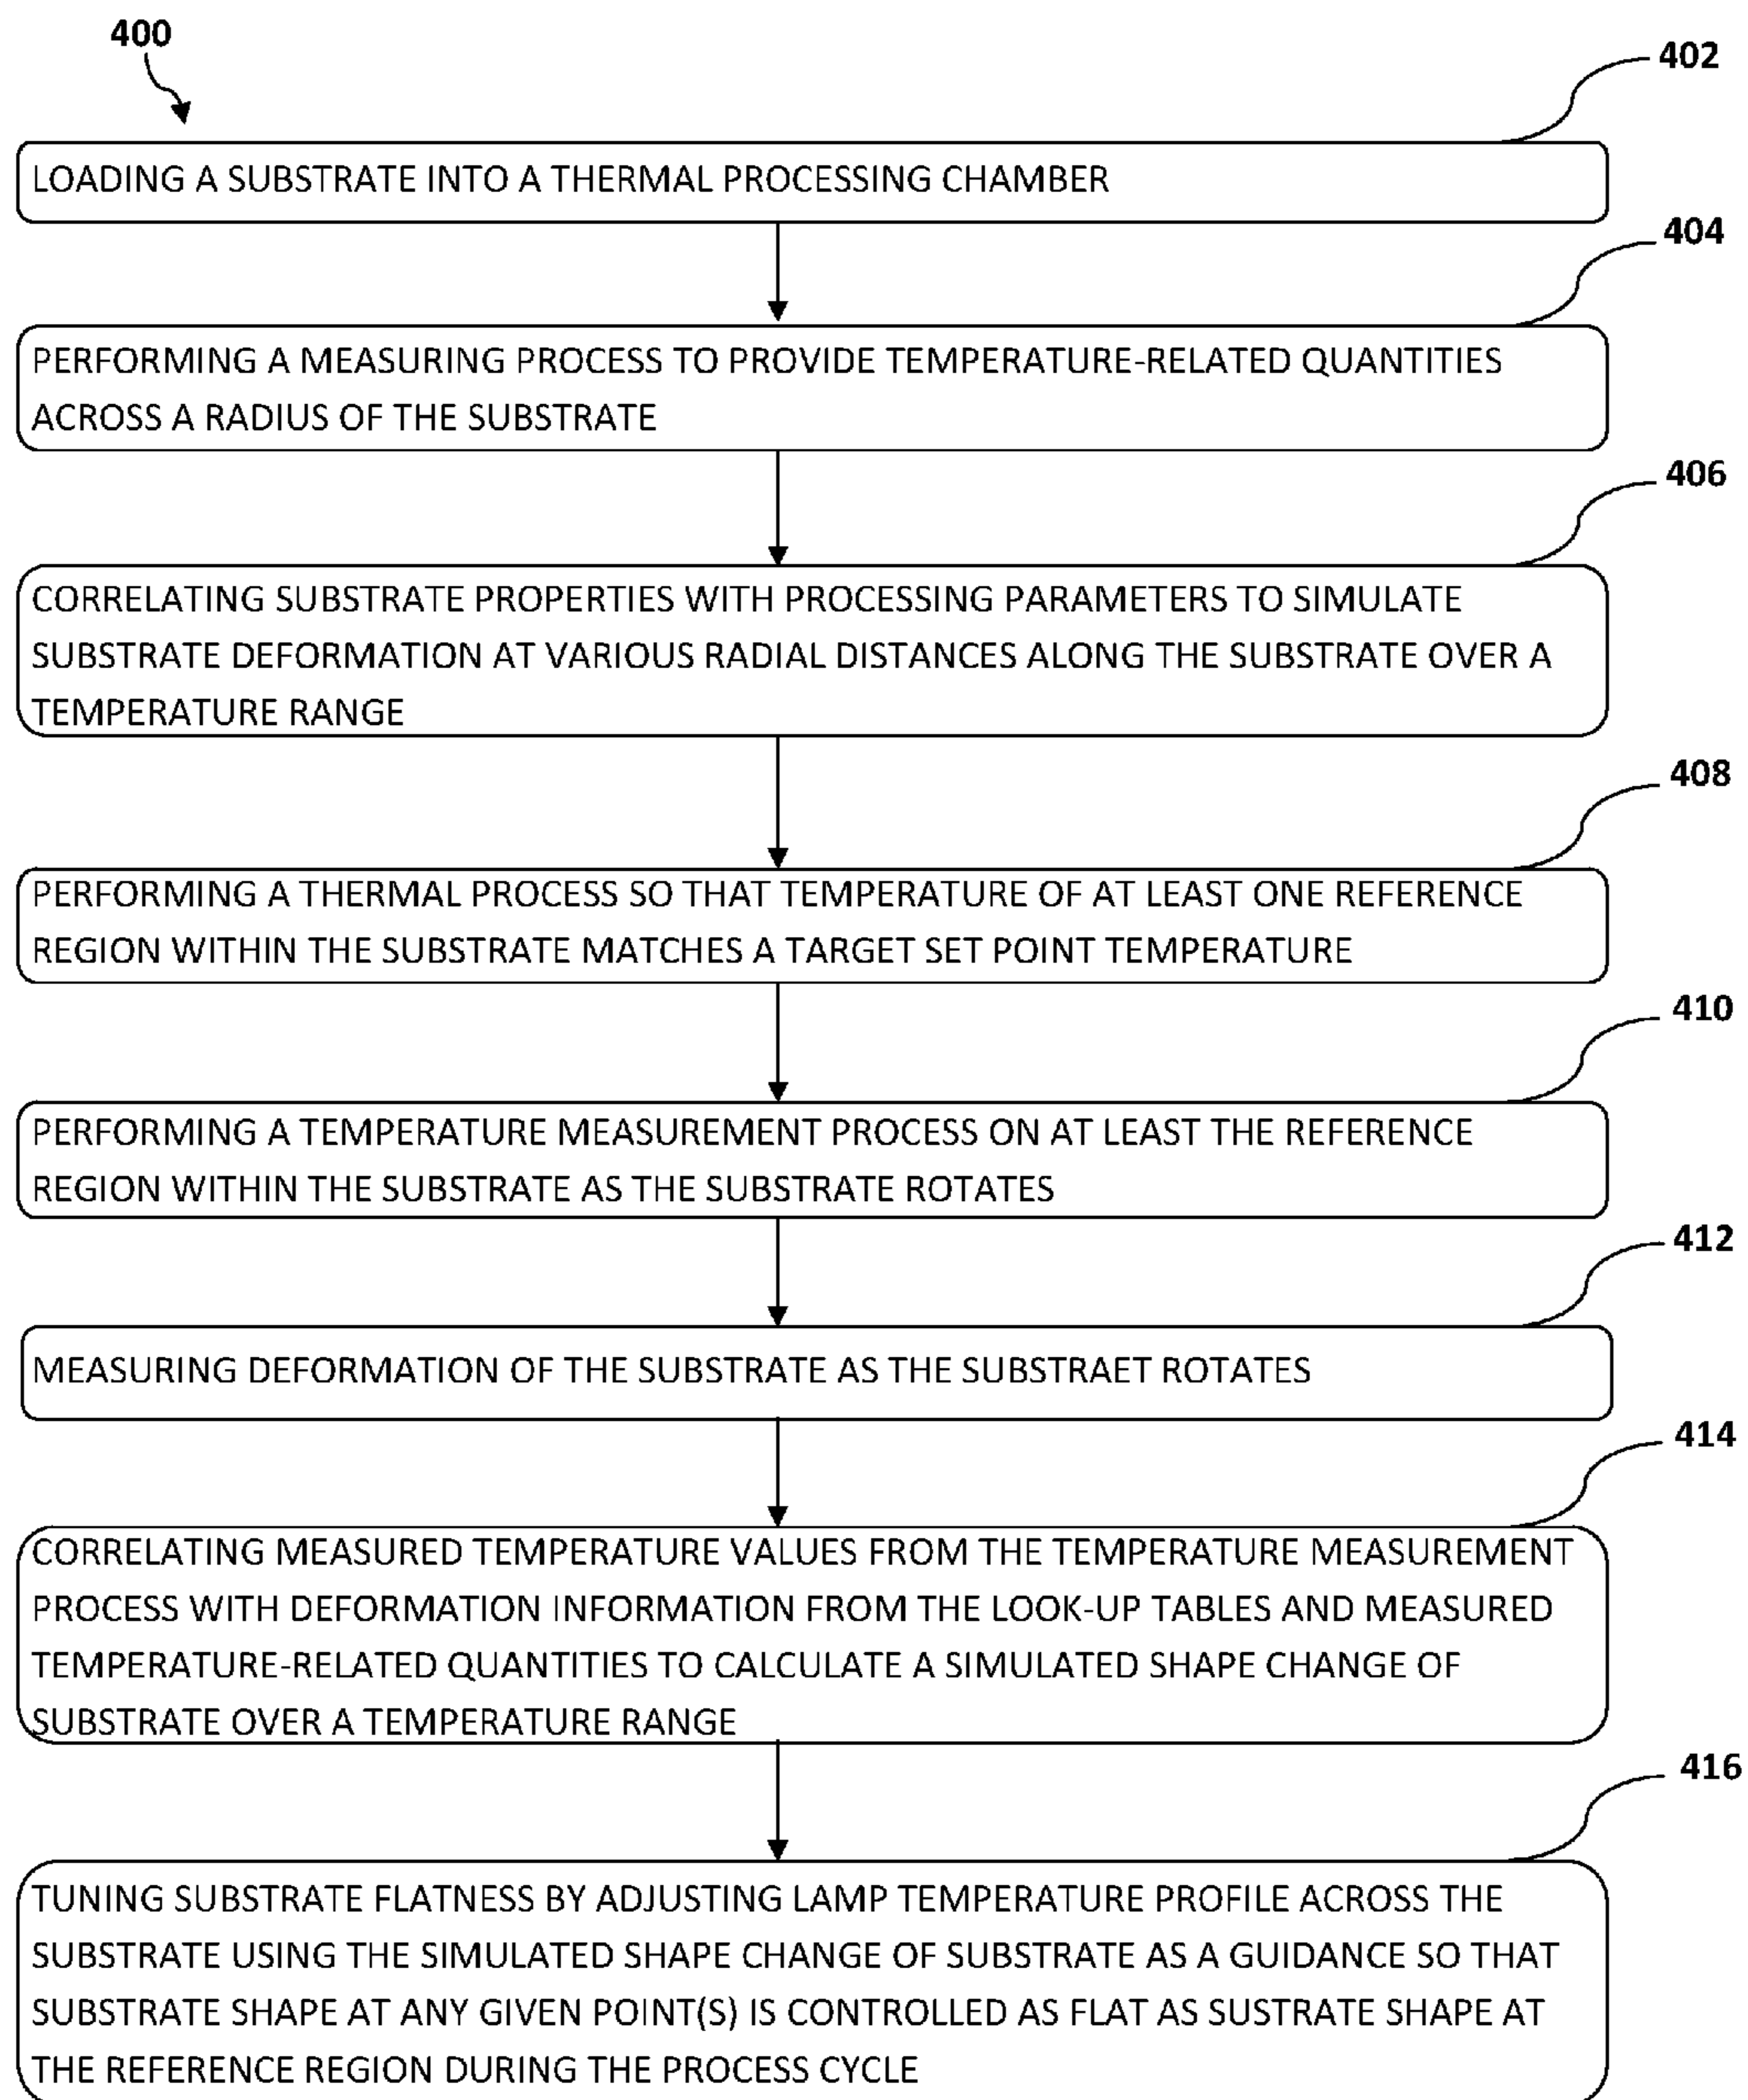 400
402
LOADING A SUBSTRATE INTO A THERMAL PROCESSING CHAMBER
404
PERFORMING A MEASURING PROCESS TO PROVIDE TEMPERATURE-RELATED QUANTITIES
ACROSS A RADIUS OF THE SUBSTRATE
406
CORRELATING SUBSTRATE PROPERTIES WITH PROCESSING PARAMETERS TO SIMULATE
SUBSTRATE DEFORMATION AT VARIOUS RADIAL DISTANCES ALONG THE SUBSTRATE OVER A
TEMPERATURE RANGE
408
PERFORMING A THERMAL PROCESS SO THAT TEMPERATURE OF AT LEAST ONE REFERENCE
REGION WITHIN THE SUBSTRATE MATCHES A TARGET SET POINT TEMPERATURE
410
PERFORMING A TEMPERATURE MEASUREMENT PROCESS ON AT LEAST THE REFERENCE
REGION WITHIN THE SUBSTRATE AS THE SUBSTRATE ROTATES
412
MEASURING DEFORMATION OF THE SUBSTRATE AS THE SUBSTRAET ROTATES
414
CORRELATING MEASURED TEMPERATURE VALUES FROM THE TEMPERATURE MEASUREMENT
PROCESS WITH DEFORMATION INFORMATION FROM THE LOOK-UP TABLES AND MEASURED
TEMPERATURE-RELATED QUANTITIES TO CALCULATE A SIMULATED SHAPE CHANGE OF
SUBSTRATE OVER A TEMPERATURE RANGE
416
TUNING SUBSTRATE FLATNESS BY ADJUSTING LAMP TEMPERATURE PROFILE ACROSS THE
SUBSTRATE USING THE SIMULATED SHAPE CHANGE OF SUBSTRATE AS A GUIDANCE SO THAT
SUBSTRATE SHAPE AT ANY GIVEN POINT(S) IS CONTROLLED AS FLAT AS SUSTRATE SHAPE AT
THE REFERENCE REGION DURING THE PROCESS CYCLE